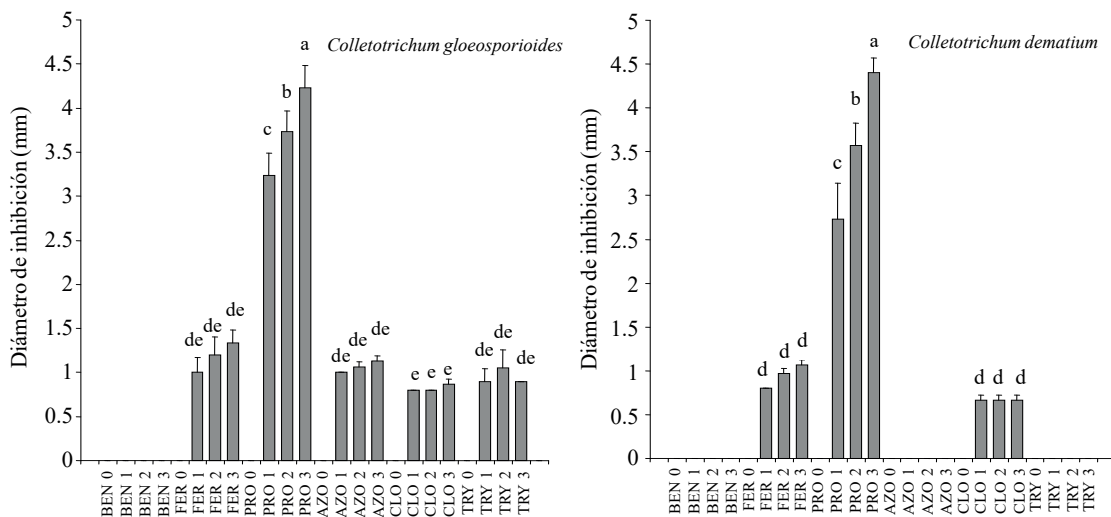 Colletotrichum gloeosporioides
Diámetro de inhibición (mm)
5
4.5
4
3.5
3
2.5
2
1.5
1
0.5
0
de
de
de
c
b
a
de
de
de
e
e
e
de
de
de
BEN 0
BEN 1
BEN 2
BEN 3
FER 0
FER 1
FER 2
FER 3
PRO 0
PRO 1
PRO 2
PRO 3
AZO 0
AZO 1
AZO 2
AZO 3
CLO 0
CLO 1
CLO 2
CLO 3
TRY 0
TRY 1
TRY 2
TRY 3
Colletotrichum dematium
Diámetro de inhibición (mm)
5
4.5
4
3.5
3
2.5
2
1.5
1
0.5
0
d
d
d
c
b
a
d
d
d
BEN 0
BEN 1
BEN 2
BEN 3
FER 0
FER 1
FER 2
FER 3
PRO 0
PRO 1
PRO 2
PRO 3
AZO 0
AZO 1
AZO 2
AZO 3
CLO 0
CLO 1
CLO 2
CLO 3
TRY 0
TRY 1
TRY 2
TRY 3